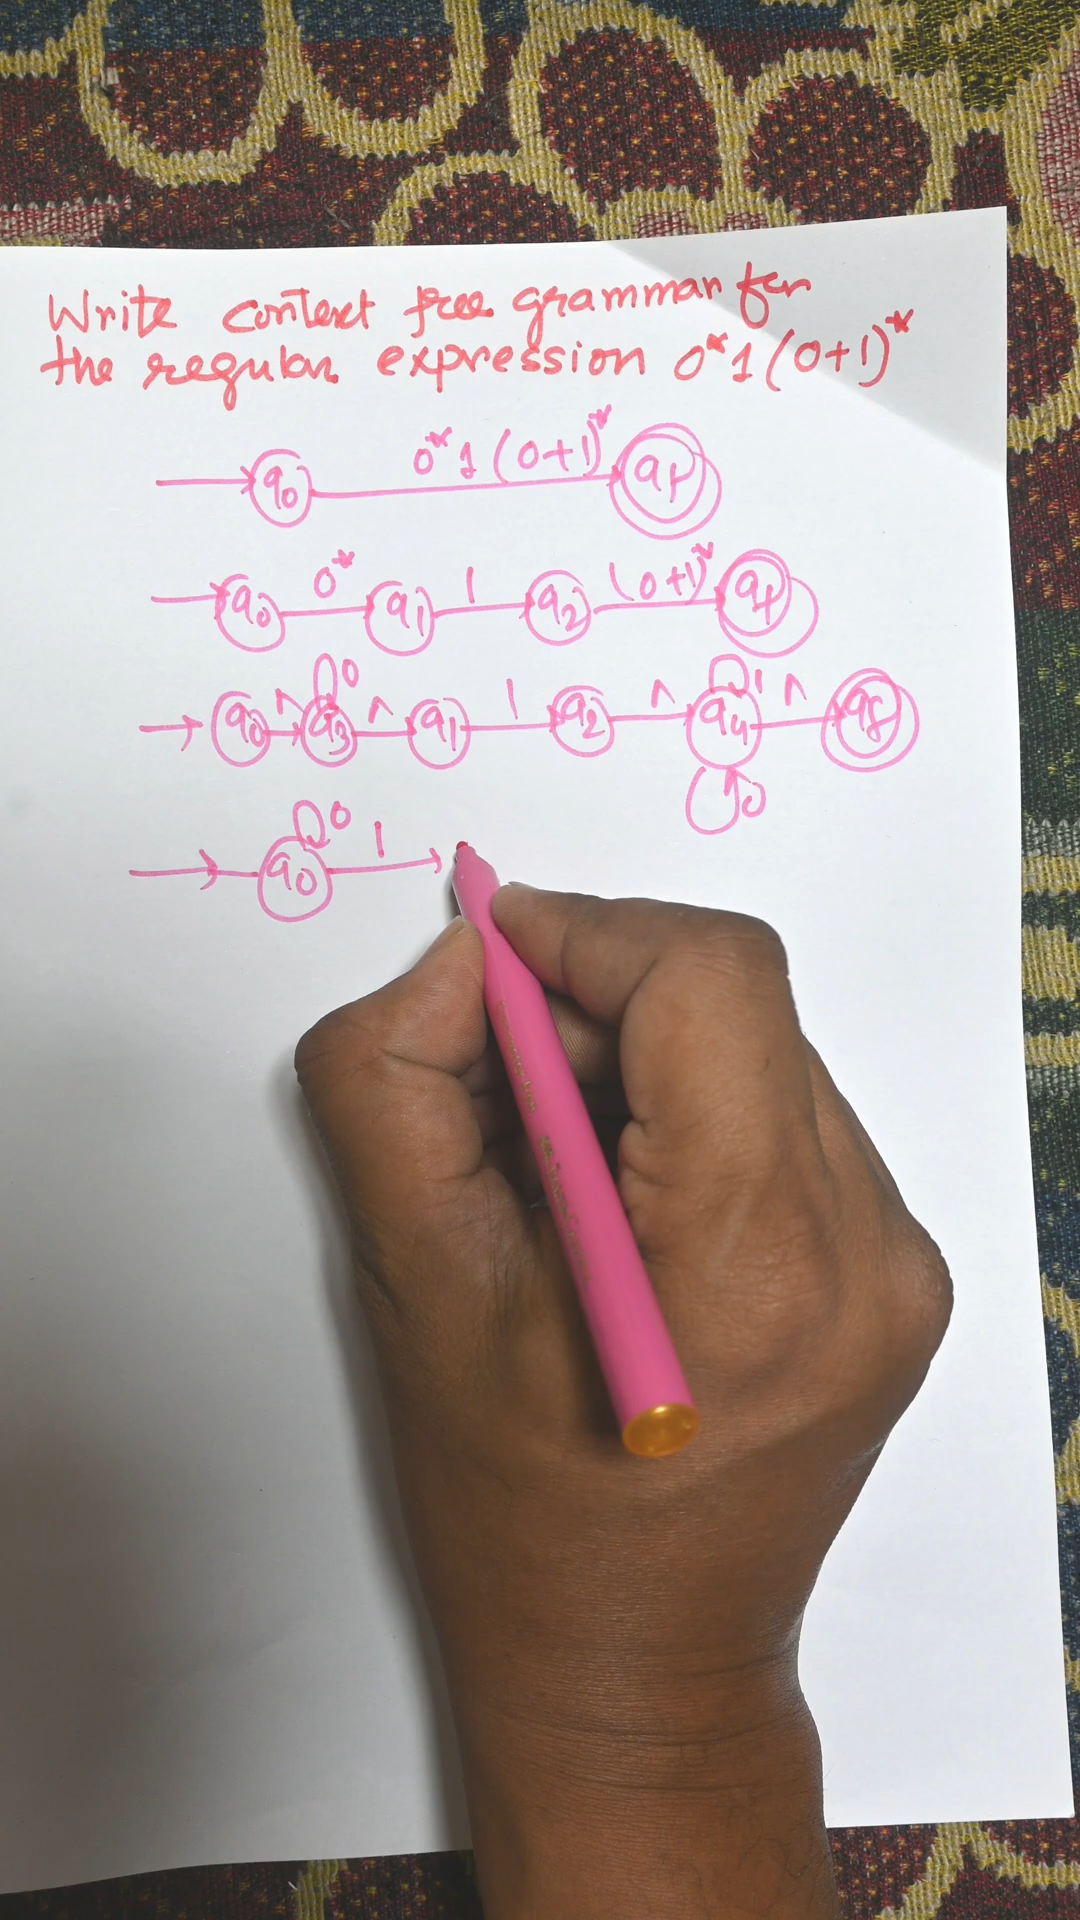 Write context free grammar for
the regular expression 0*1(0+1)*
0*1(0+1)*
q0 qf
0* 1 (0+1)*
q0 q1 q2 qf
0 1
^ ^ 1 ^ ^
q0 q3 q1 q2 q4 qf
0
0 1
q0